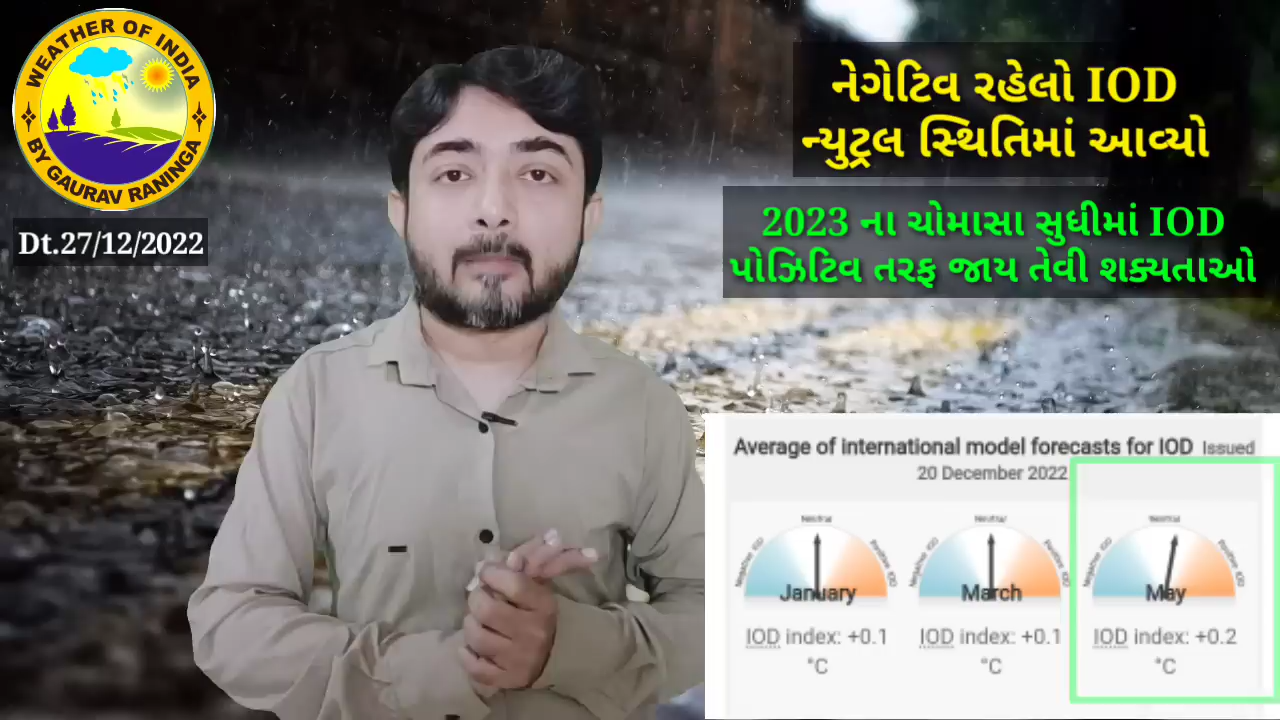 WEATHER OF INDIA
BY GAURAV RANINGA
Dt.27/12/2022
નેગેટિવ રહેલો IOD
ન્યુટ્રલ સ્થિતિમાં આવ્યો
2023 ના ચોમાસા સુધીમાં IOD
પોઝિટિવ તરફ જાય તેવી શક્યતાઓ
Average of international model forecasts for IOD Issued
20 December 2022
Neutral
Negative IOD
Positive IOD
January
IOD index: +0.1
°C
Neutral
Negative IOD
Positive IOD
March
IOD index: +0.1
°C
Neutral
Negative IOD
Positive IOD
May
IOD index: +0.2
°C